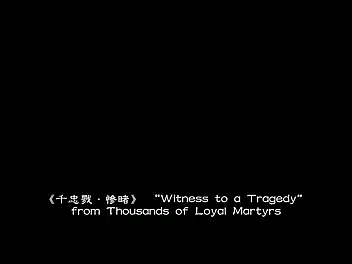 《千忠戮·惨睹》 “Witness to a Tragedy”
from Thousands of Loyal Martyrs